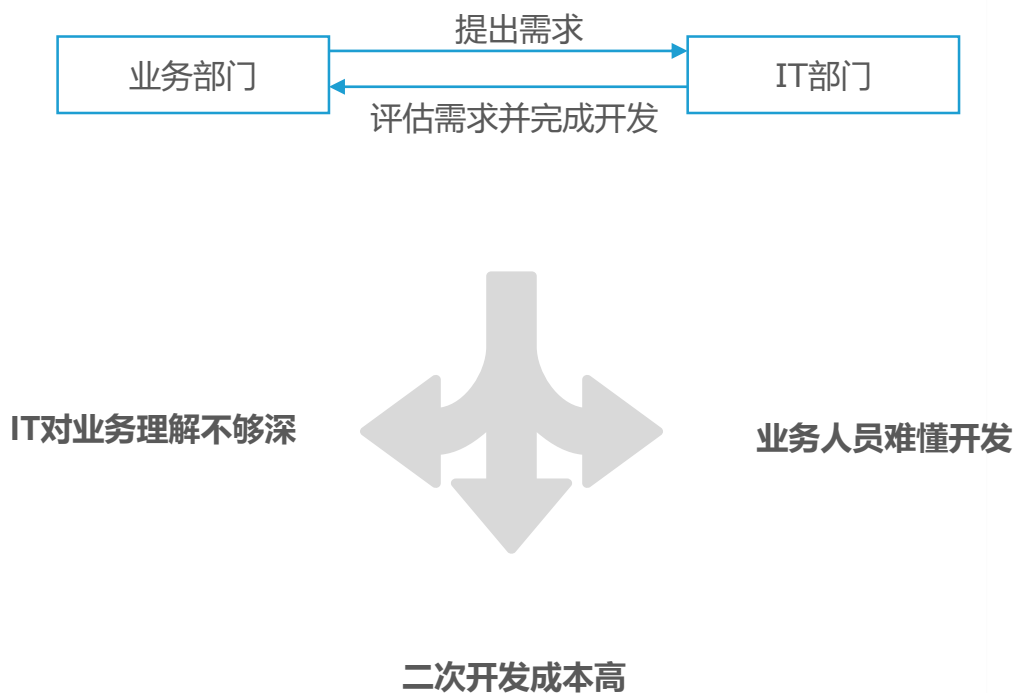 提出需求
业务部门
IT部门
评估需求并完成开发
IT对业务理解不够深
业务人员难懂开发
二次开发成本高